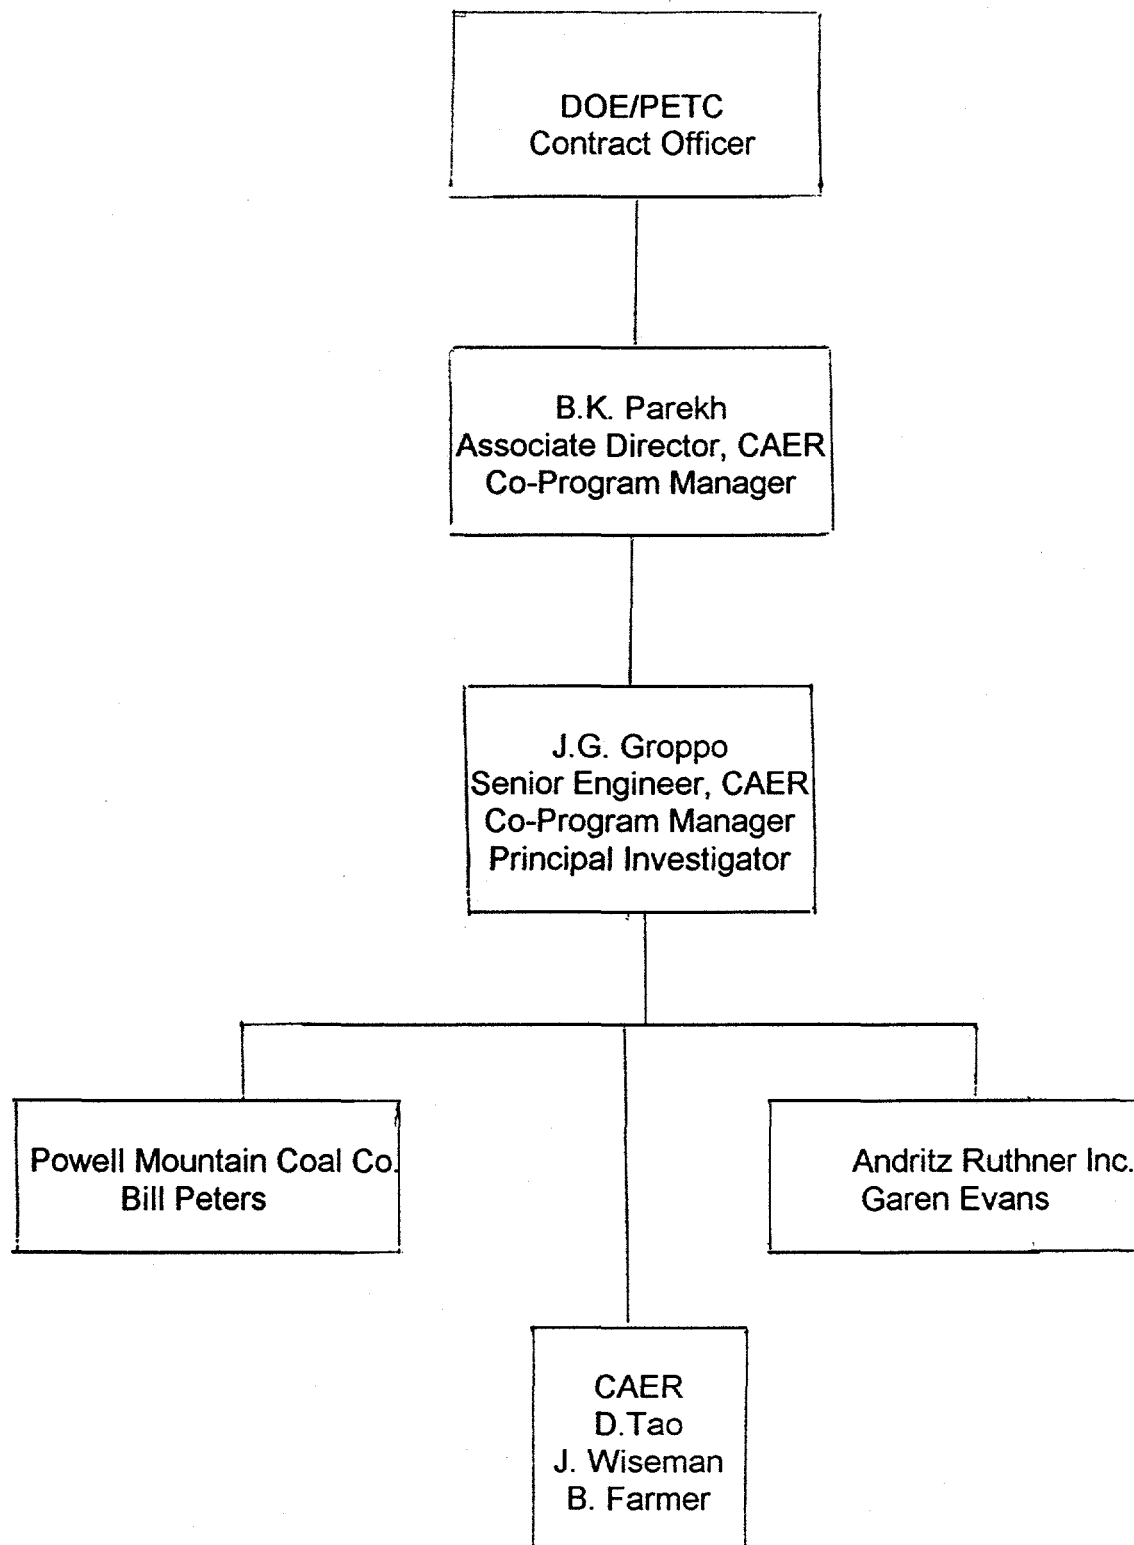 DOE/PETC
Contract Officer
B.K. Parekh
Associate Director, CAER
Co-Program Manager
J.G. Groppo
Senior Engineer, CAER
Co-Program Manager
Principal Investigator
Powell Mountain Coal Co.
Bill Peters
Andritz Ruthner Inc.
Garen Evans
CAER
D.Tao
J. Wiseman
B. Farmer